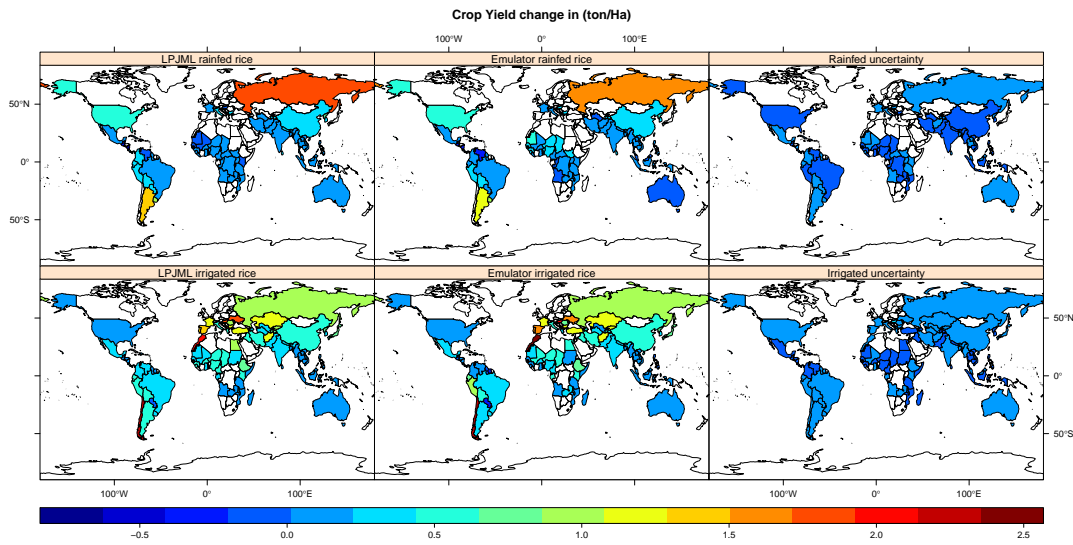 Crop Yield change in (ton/Ha)
100°W 0° 100°E
LPJML rainfed rice Emulator rainfed rice Rainfed uncertainty
50°N
0°
50°S
LPJML irrigated rice Emulator irrigated rice Irrigated uncertainty
50°N
0°
50°S
100°W 0° 100°E 100°W 0° 100°E
−0.5 0.0 0.5 1.0 1.5 2.0 2.5